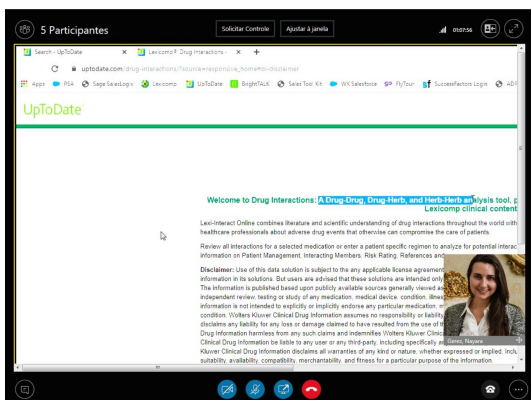 5 Participantes
Solicitar Controle
Ajustar à janela
01:07:56
Search - UpToDate
Lexicomp® Drug Interactions -
uptodate.com/drug-interactions/?source=responsive_home#di-disclaimer
Apps
PSA
Sage SalesLogix
Lexicomp
UpToDate
BrightTALK
Sales Tool Kit
WK Salesforce
FlyTour
SuccessFactors Login
ADP
UpToDate
Welcome to Drug Interactions: A Drug-Drug, Drug-Herb, and Herb-Herb analysis tool, p
Lexicomp clinical content
Lexi-Interact Online combines literature and scientific understanding of drug interactions throughout the world with
healthcare professionals about adverse drug events that otherwise can compromise the care of patients.
Review all interactions for a selected medication or enter a patient specific regimen to analyze for potential interac
information on Patient Management, Interacting Members, Risk Rating, References and
Disclaimer: Use of this data solution is subject to the any applicable license agreement
information in its solutions. But users are advised that these solutions are intended only
The information is published based upon publicly available sources generally viewed as
independent review, testing or study of any medication, medical device, condition, illness
information is not intended to explicitly or implicitly endorse any particular medication, m
condition. Wolters Kluwer Clinical Drug Information assumes no responsibility or liability
disclaims any liability for any loss or damage claimed to have resulted from the use of th
Drug Information harmless from any such claims and indemnifies Wolters Kluwer Clinical
Clinical Drug Information be liable to any user or any third-party, including specifically an
Kluwer Clinical Drug Information disclaims all warranties of any kind or nature, whether expressed or implied, inclu
suitability, availability, compatibility, merchantability, and fitness for a particular purpose of the information.
Geres, Nayara